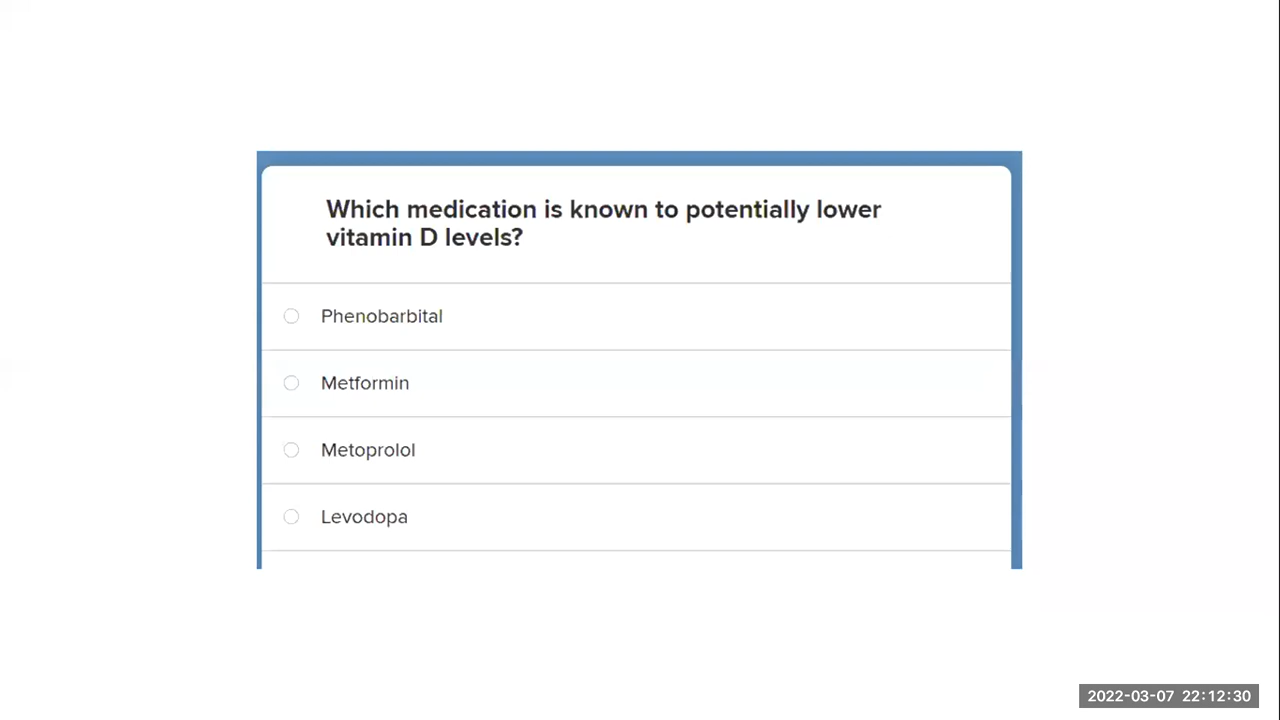 Which medication is known to potentially lower
vitamin D levels?
Phenobarbital
Metformin
Metoprolol
Levodopa
2022-03-07 22:12:30